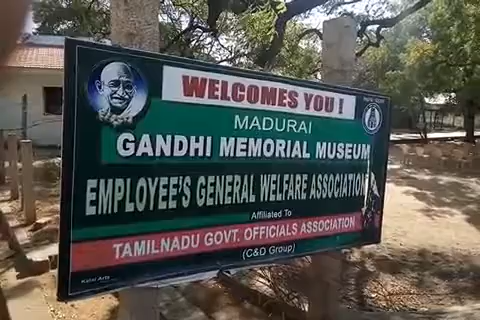 WELCOMES YOU !
MADURAI
GANDHI MEMORIAL MUSEUM
EMPLOYEE'S GENERAL WELFARE ASSOCIATION
Affiliated To
TAMILNADU GOVT. OFFICIALS ASSOCIATION
(C&D Group)